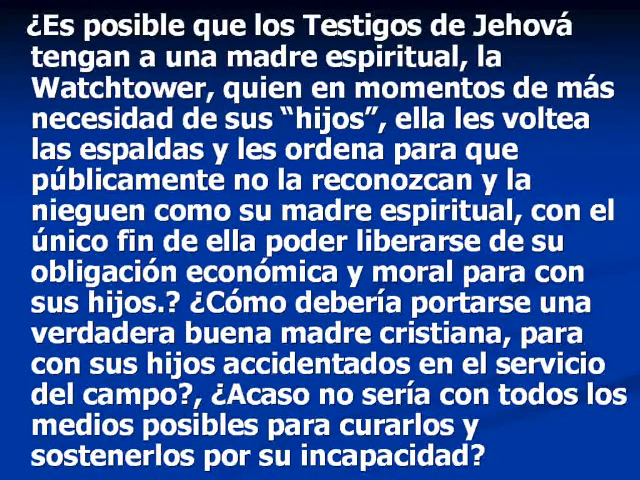 ¿Es posible que los Testigos de Jehová
tengan a una madre espiritual, la
Watchtower, quien en momentos de más
necesidad de sus “hijos”, ella les voltea
las espaldas y les ordena para que
públicamente no la reconozcan y la
nieguen como su madre espiritual, con el
único fin de ella poder liberarse de su
obligación económica y moral para con
sus hijos.? ¿Cómo debería portarse una
verdadera buena madre cristiana, para
con sus hijos accidentados en el servicio
del campo?, ¿Acaso no sería con todos los
medios posibles para curarlos y
sostenerlos por su incapacidad?